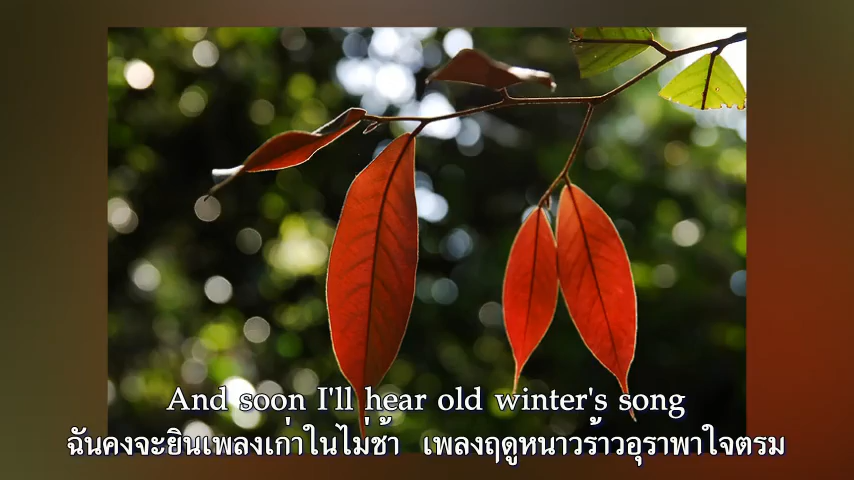 And soon I'll hear old winter's song
ฉันคงจะยินเพลงเก่าในไม่ช้า เพลงฤดูหนาวร้าวอุราพาใจตรม